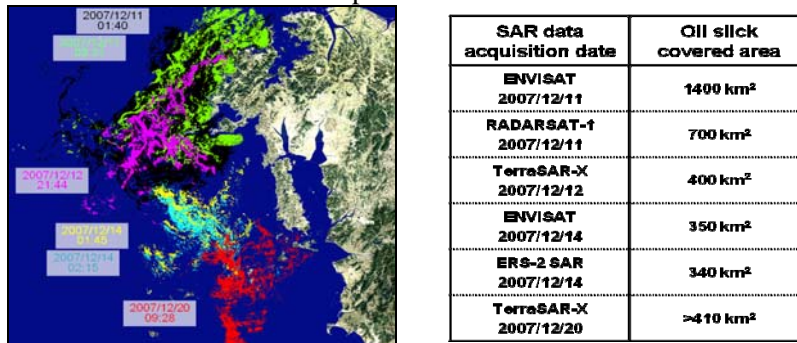 2007/12/11
01:40
2007/12/12
21:44
2007/12/14
01:45
2007/12/14
02:15
2007/12/20
09:28
SAR data
acquisition date
Oil slick
covered area
ENVISAT
2007/12/11
1400 km²
RADARSAT-1
2007/12/11
700 km²
TerraSAR-X
2007/12/12
400 km²
ENVISAT
2007/12/14
350 km²
ERS-2 SAR
2007/12/14
340 km²
TerraSAR-X
2007/12/20
>410 km²